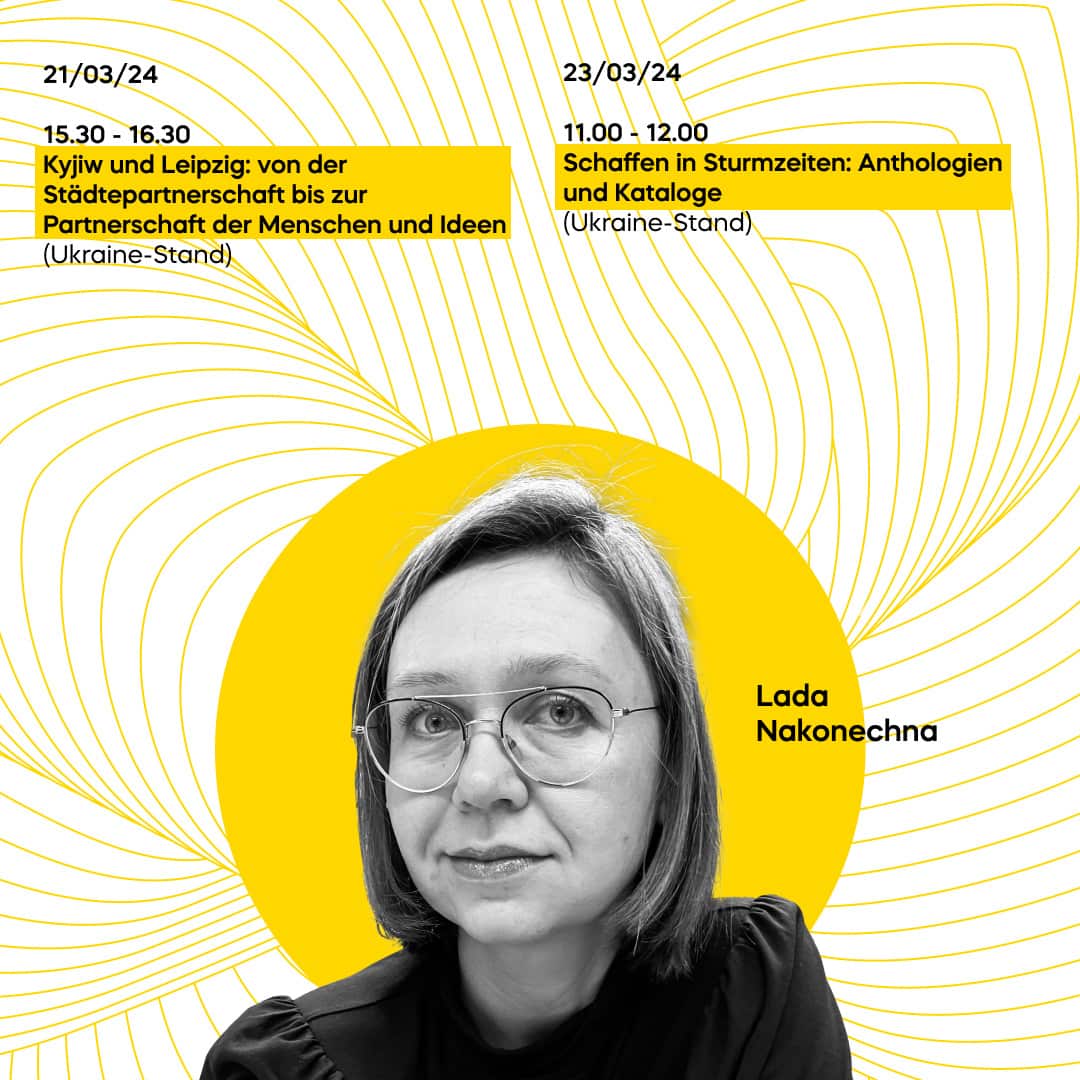 21/03/24
15.30 - 16.30
Kyjiw und Leipzig: von der
Städtepartnerschaft bis zur
Partnerschaft der Menschen und Ideen
(Ukraine-Stand)
23/03/24
11.00 - 12.00
Schaffen in Sturmzeiten: Anthologien
und Kataloge
(Ukraine-Stand)
Lada
Nakonechna